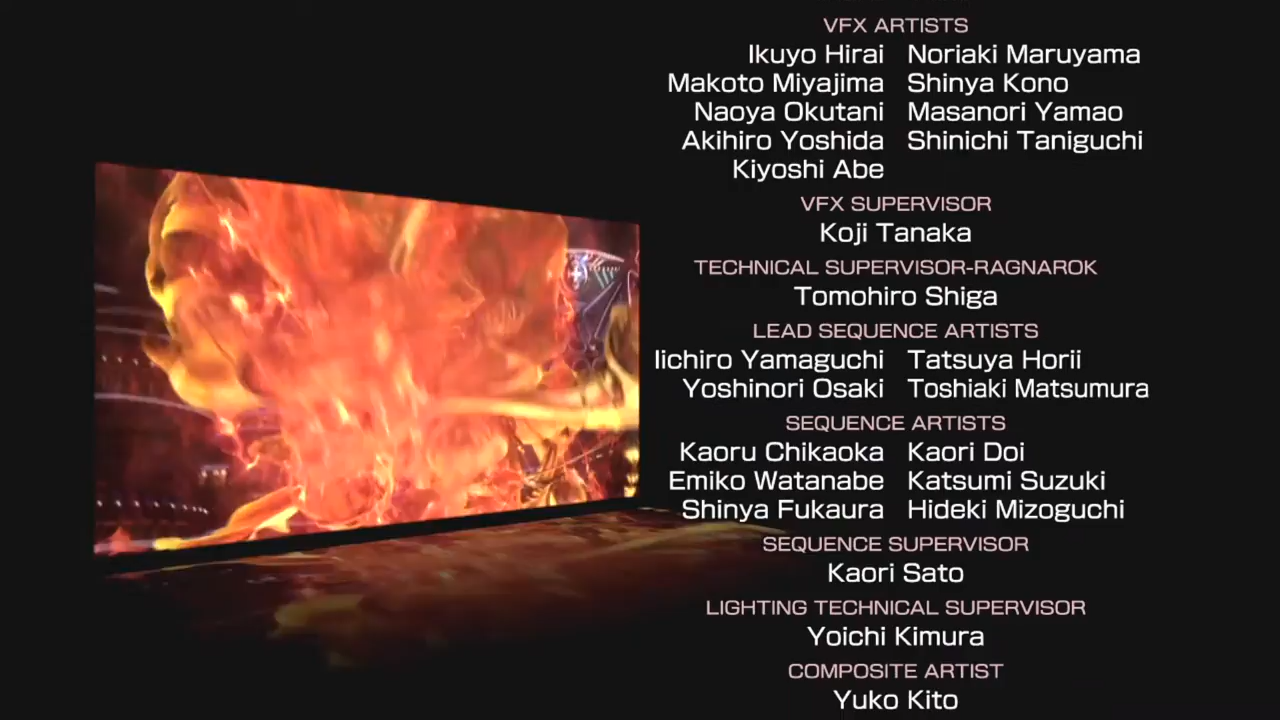 VFX ARTISTS
Ikuyo Hirai Noriaki Maruyama
Makoto Miyajima Shinya Kono
Naoya Okutani Masanori Yamao
Akihiro Yoshida Shinichi Taniguchi
Kiyoshi Abe
VFX SUPERVISOR
Koji Tanaka
TECHNICAL SUPERVISOR-RAGNAROK
Tomohiro Shiga
LEAD SEQUENCE ARTISTS
Iichiro Yamaguchi Tatsuya Horii
Yoshinori Osaki Toshiaki Matsumura
SEQUENCE ARTISTS
Kaoru Chikaoka Kaori Doi
Emiko Watanabe Katsumi Suzuki
Shinya Fukaura Hideki Mizoguchi
SEQUENCE SUPERVISOR
Kaori Sato
LIGHTING TECHNICAL SUPERVISOR
Yoichi Kimura
COMPOSITE ARTIST
Yuko Kito